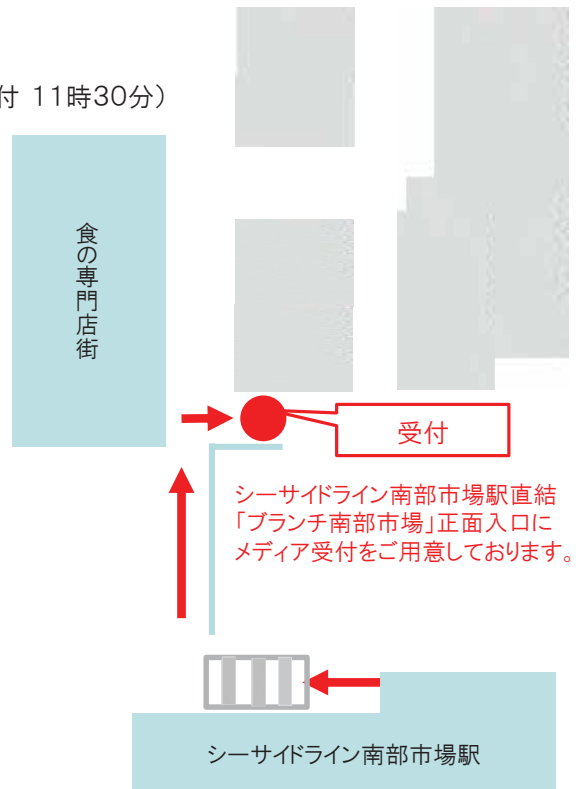 付 11時30分）
食の専門店街
受付
シーサイドライン南部市場駅直結
「ブランチ南部市場」正面入口に
メディア受付をご用意しております。
シーサイドライン南部市場駅